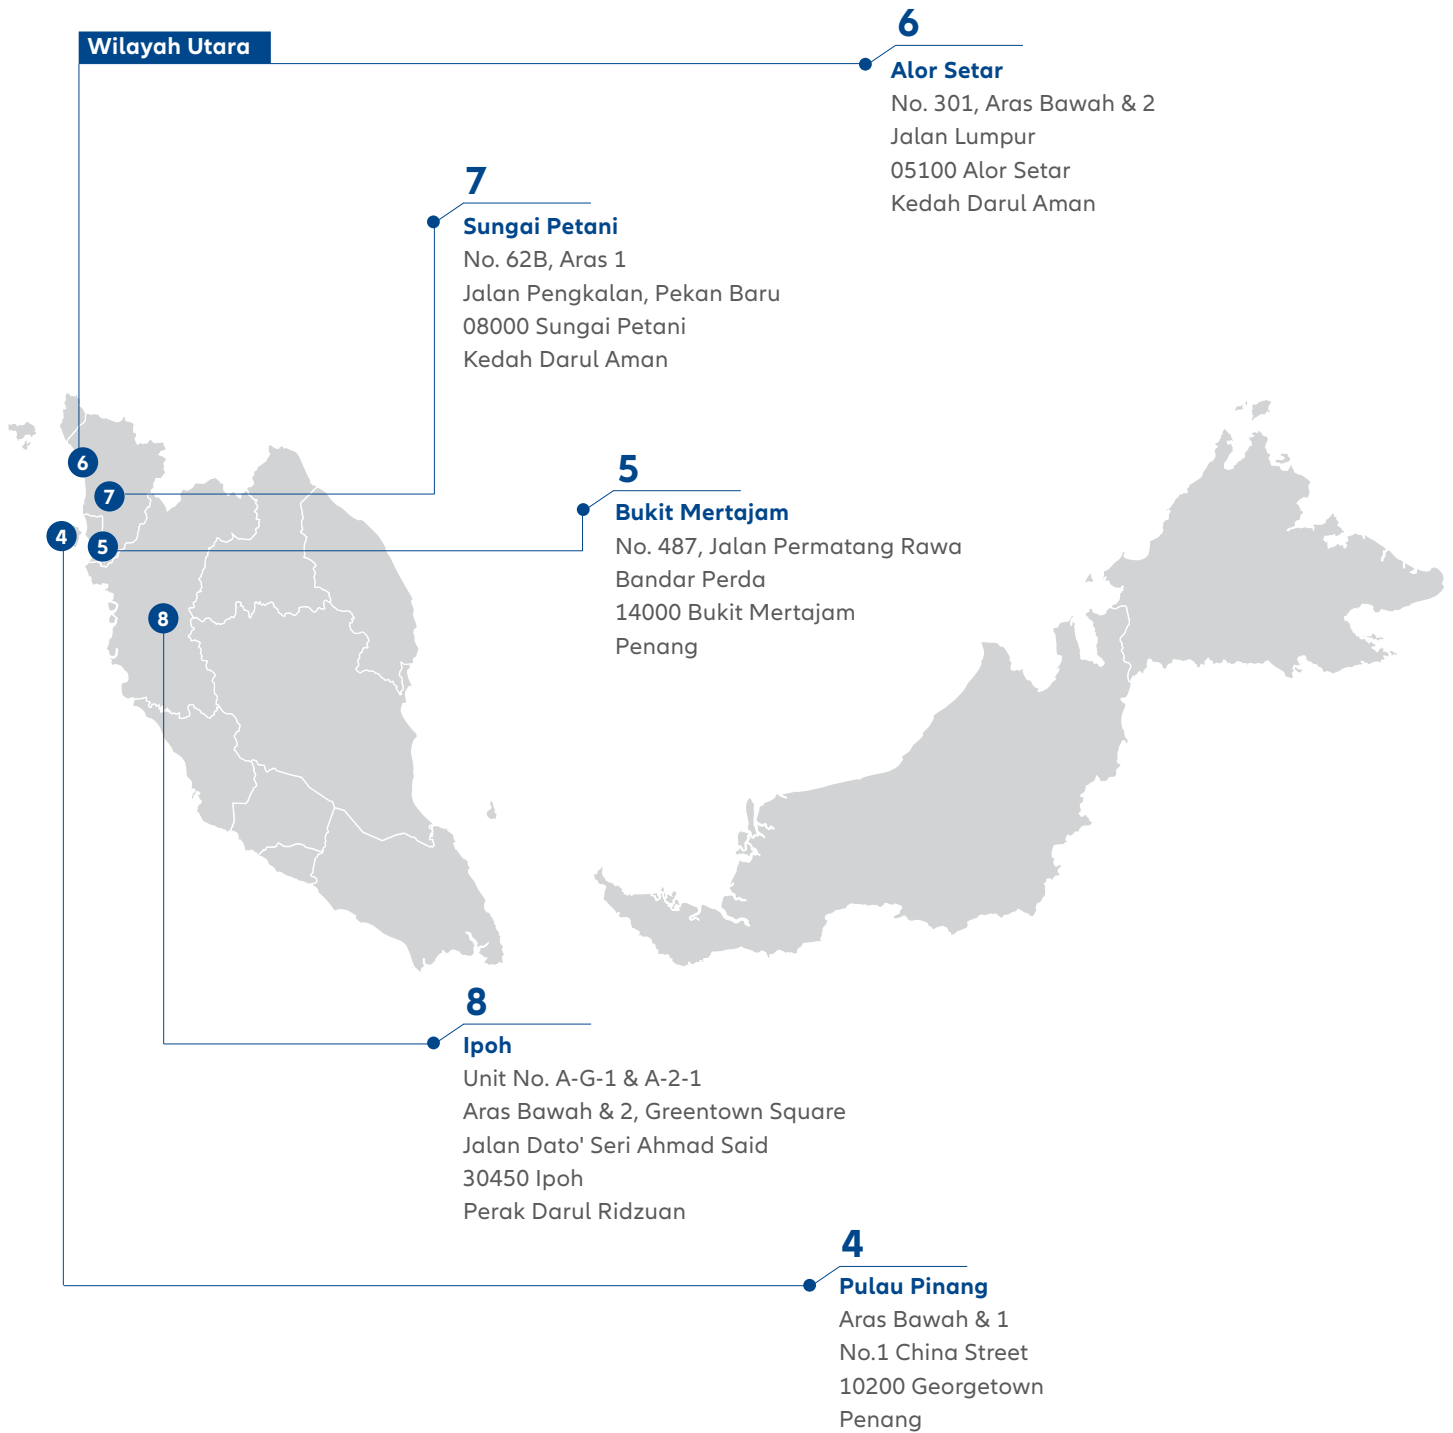 Wilayah Utara
6
Alor Setar
No. 301, Aras Bawah & 2
Jalan Lumpur
05100 Alor Setar
Kedah Darul Aman
7
Sungai Petani
No. 62B, Aras 1
Jalan Pengkalan, Pekan Baru
08000 Sungai Petani
Kedah Darul Aman
6
7
4
5
8
5
Bukit Mertajam
No. 487, Jalan Permatang Rawa
Bandar Perda
14000 Bukit Mertajam
Penang
8
Ipoh
Unit No. A-G-1 & A-2-1
Aras Bawah & 2, Greentown Square
Jalan Dato' Seri Ahmad Said
30450 Ipoh
Perak Darul Ridzuan
4
Pulau Pinang
Aras Bawah & 1
No.1 China Street
10200 Georgetown
Penang